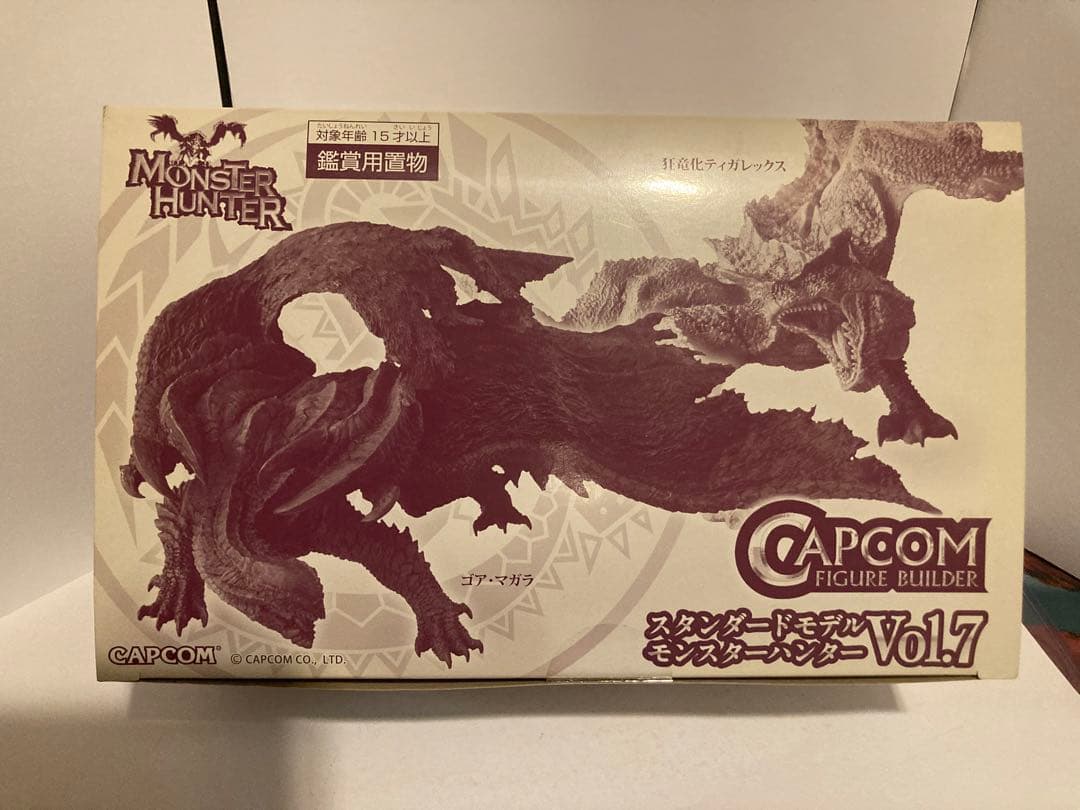 MONSTER
HUNTER
たいしょうねんれい さい いじょう
対象年齢 15才以上
鑑賞用置物
狂竜化ティガレックス
ゴア・マガラ
CAPCOM
FIGURE BUILDER
スタンダードモデル
モンスターハンター Vol.7
CAPCOM © CAPCOM CO., LTD.